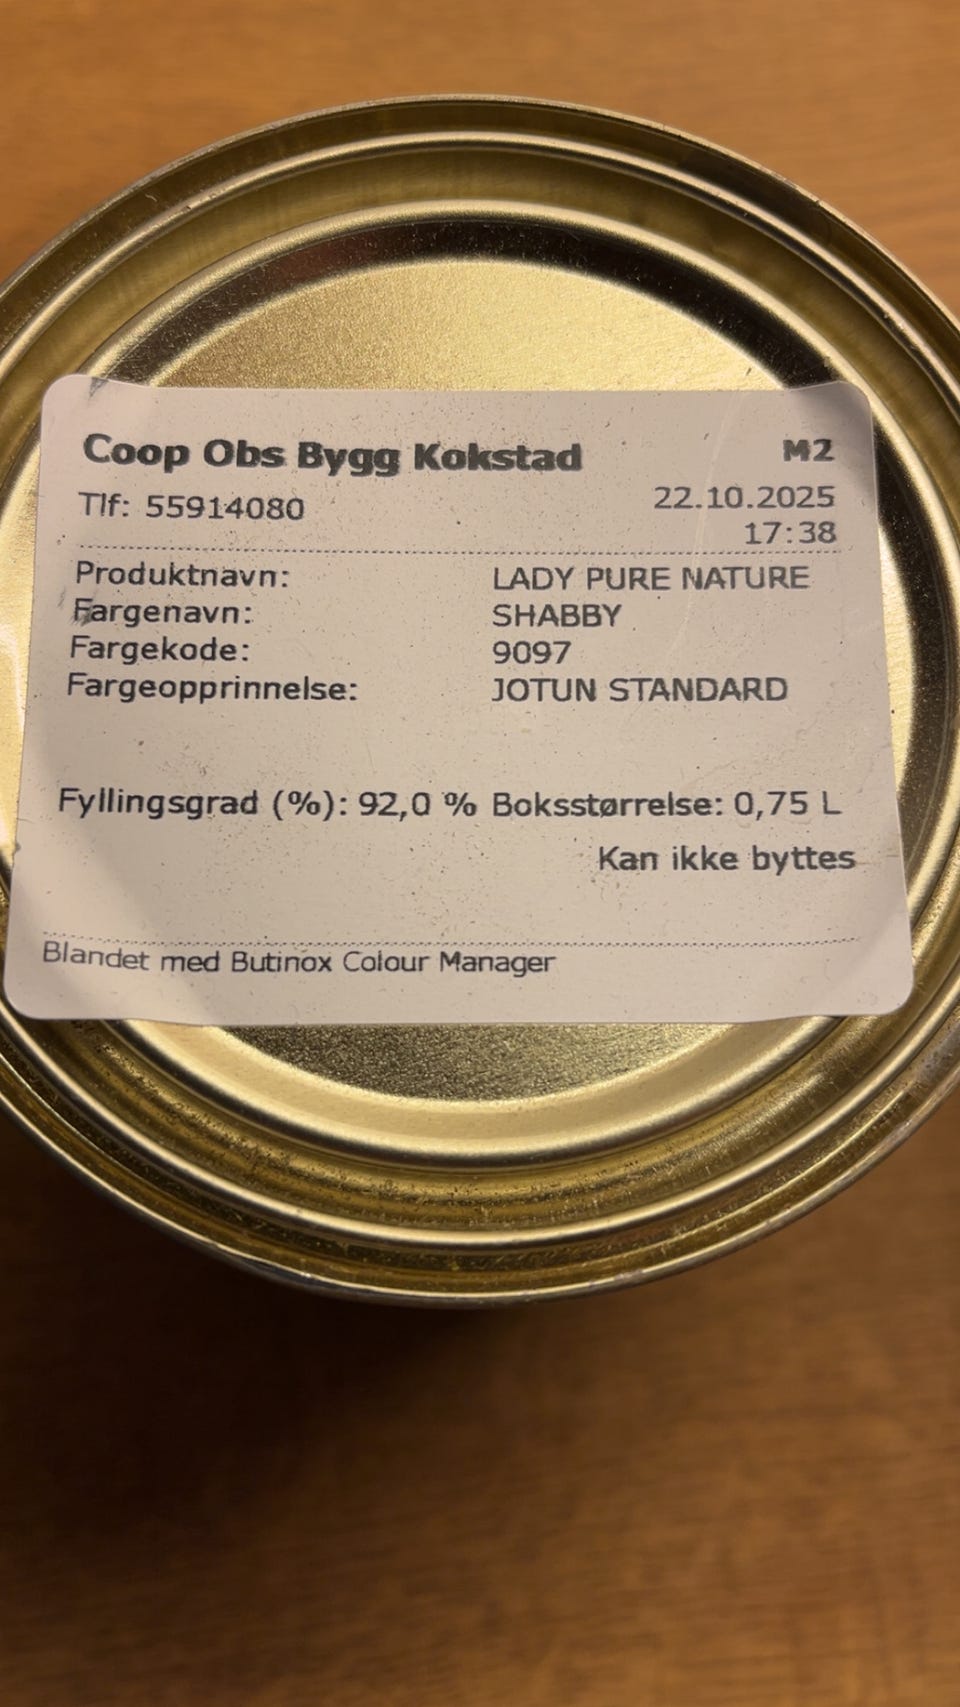 Coop Obs Bygg Kokstad M2
Tlf: 55914080 22.10.2025
17:38
Produktnavn: LADY PURE NATURE
Fargenavn: SHABBY
Fargekode: 9097
Fargeopprinnelse: JOTUN STANDARD
Fyllingsgrad (%): 92,0 % Boksstørrelse: 0,75 L
Kan ikke byttes
Blandet med Butinox Colour Manager